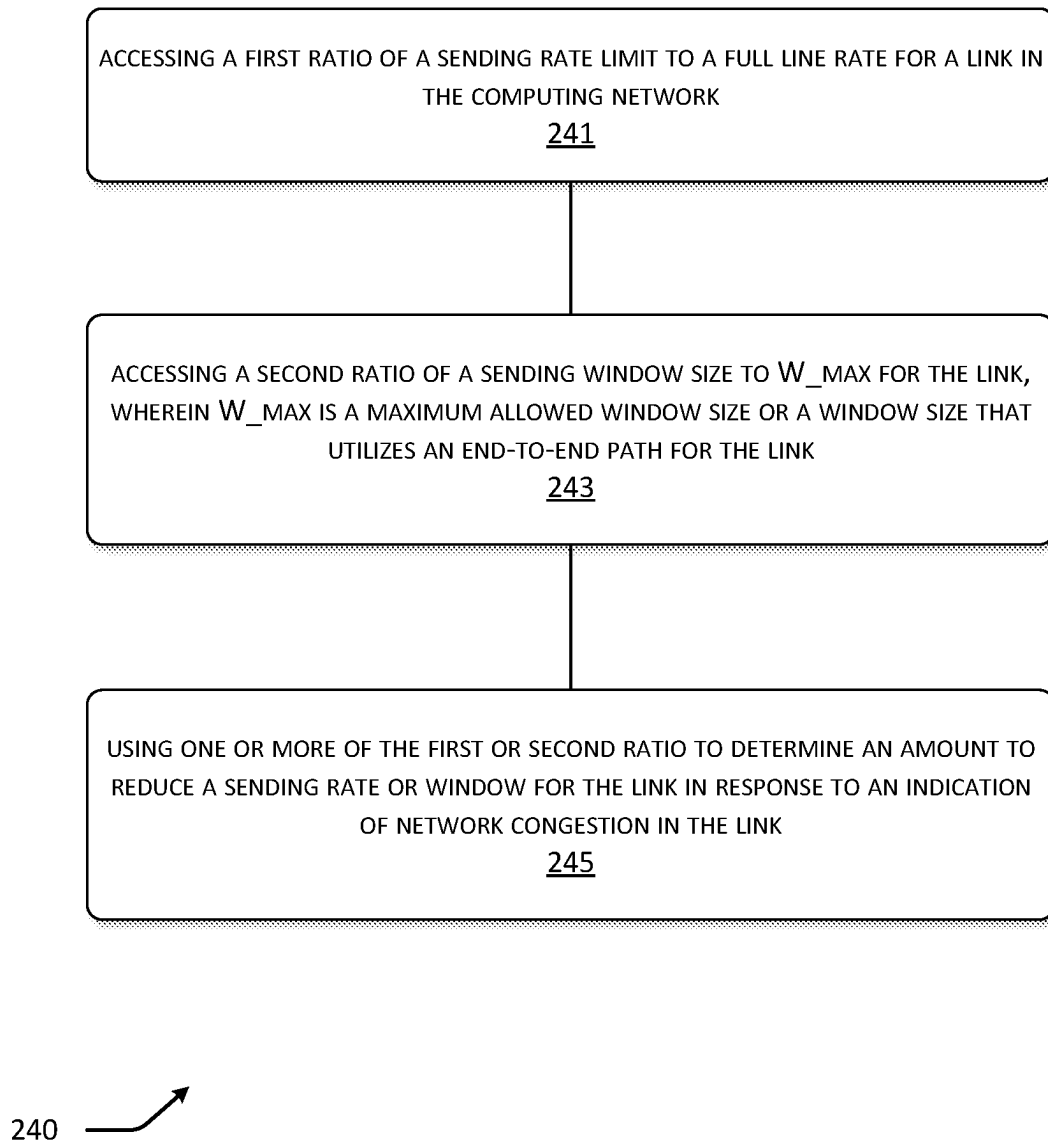 ACCESSING A FIRST RATIO OF A SENDING RATE LIMIT TO A FULL LINE RATE FOR A LINK IN
THE COMPUTING NETWORK
241
ACCESSING A SECOND RATIO OF A SENDING WINDOW SIZE TO W_MAX FOR THE LINK,
WHEREIN W_MAX IS A MAXIMUM ALLOWED WINDOW SIZE OR A WINDOW SIZE THAT
UTILIZES AN END-TO-END PATH FOR THE LINK
243
USING ONE OR MORE OF THE FIRST OR SECOND RATIO TO DETERMINE AN AMOUNT TO
REDUCE A SENDING RATE OR WINDOW FOR THE LINK IN RESPONSE TO AN INDICATION
OF NETWORK CONGESTION IN THE LINK
245
240